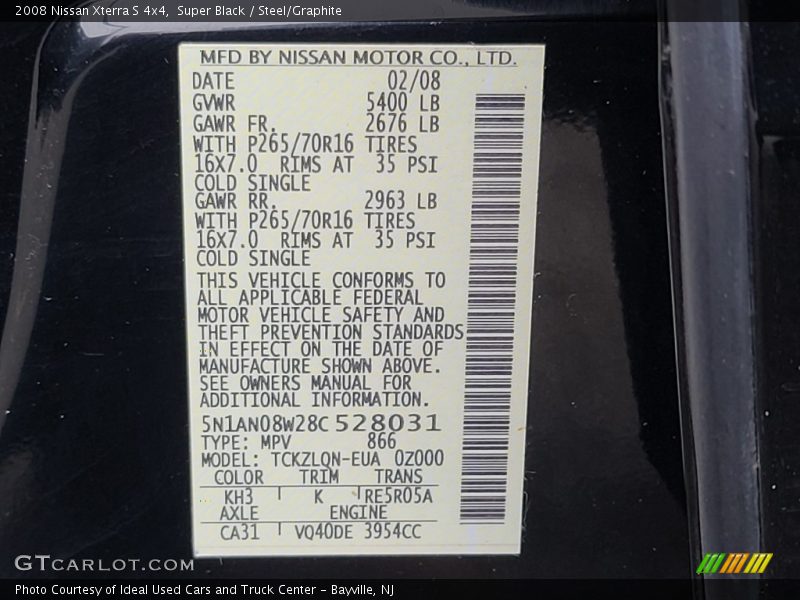 2008 Nissan Xterra S 4x4,  Super Black / Steel/Graphite
MFD BY NISSAN MOTOR CO., LTD.
DATE 02/08
GVWR 5400 LB
GAWR FR. 2676 LB
WITH P265/70R16 TIRES
16X7.0 RIMS AT 35 PSI
COLD SINGLE
GAWR RR. 2963 LB
WITH P265/70R16 TIRES
16X7.0 RIMS AT 35 PSI
COLD SINGLE
THIS VEHICLE CONFORMS TO
ALL APPLICABLE FEDERAL
MOTOR VEHICLE SAFETY AND
THEFT PREVENTION STANDARDS
IN EFFECT ON THE DATE OF
MANUFACTURE SHOWN ABOVE.
SEE OWNERS MANUAL FOR
ADDITIONAL INFORMATION.
5N1AN08W28C528031
TYPE: MPV 866
MODEL: TCKZLQN-EUA 0Z000
COLOR TRIM TRANS
KH3 K RE5R05A
AXLE ENGINE
CA31 VQ40DE 3954CC
GTCARLOT.COM
Photo Courtesy of Ideal Used Cars and Truck Center – Bayville, NJ